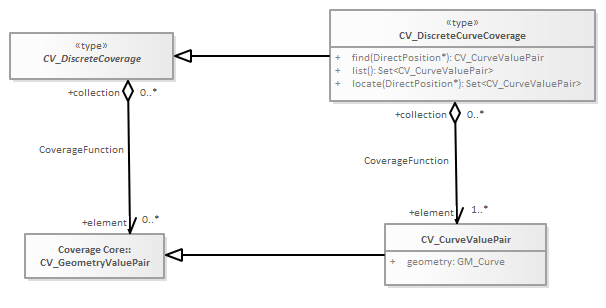 «type»
CV_DiscreteCoverage
«type»
CV_DiscreteCurveCoverage
+ find(DirectPosition*): CV_CurveValuePair
+ list(): Set<CV_CurveValuePair>
+ locate(DirectPosition*): Set<CV_CurveValuePair>
+collection 0..*
+collection 0..*
CoverageFunction
CoverageFunction
+element 0..*
+element 1..*
Coverage Core::
CV_GeometryValuePair
CV_CurveValuePair
+ geometry: GM_Curve